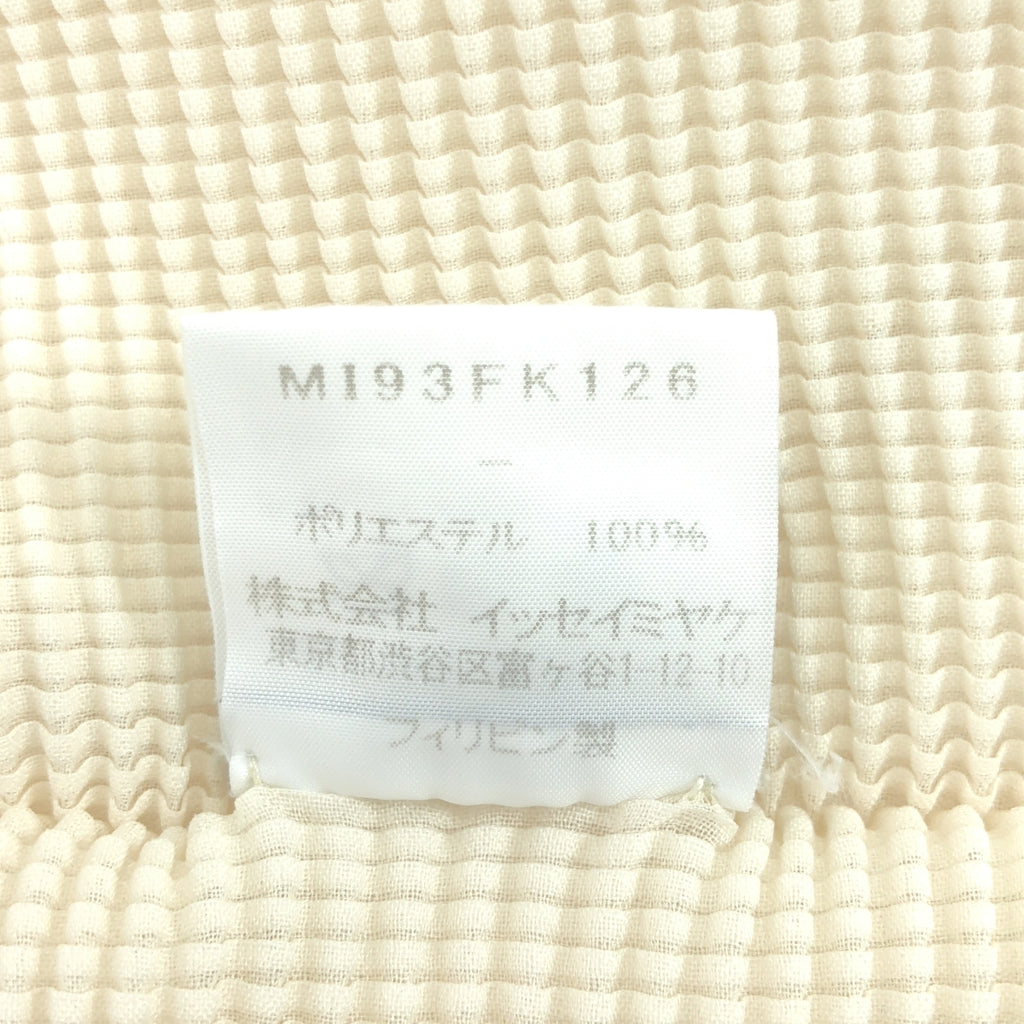 MI93FK126
—
ポリエステル 100%
株式会社 イッセイミヤケ
東京都渋谷区富ヶ谷1-12-10
フィリピン製